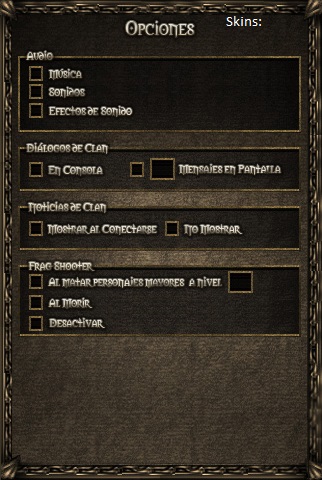 Skins:
Opciones
Audio
Música
Sonidos
Efectos de Sonido
Diálogos de Clan
En Consola
Mensajes en Pantalla
Noticias de Clan
Mostrar al Conectarse
No Mostrar
Frag Shooter
Al matar personajes mayores a nivel
Al Morir
Desactivar